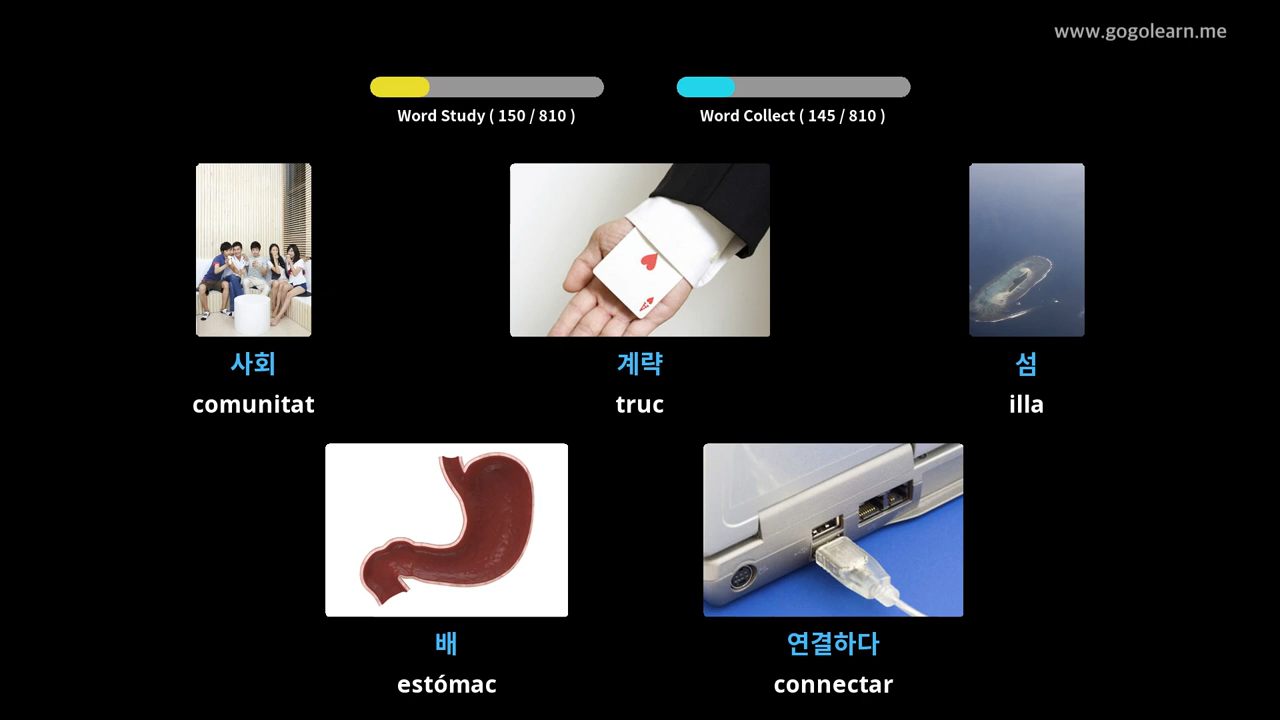 www.gogolearn.me
Word Study ( 150 / 810 )
Word Collect ( 145 / 810 )
사회
comunitat
계략
truc
섬
illa
배
estómac
연결하다
connectar